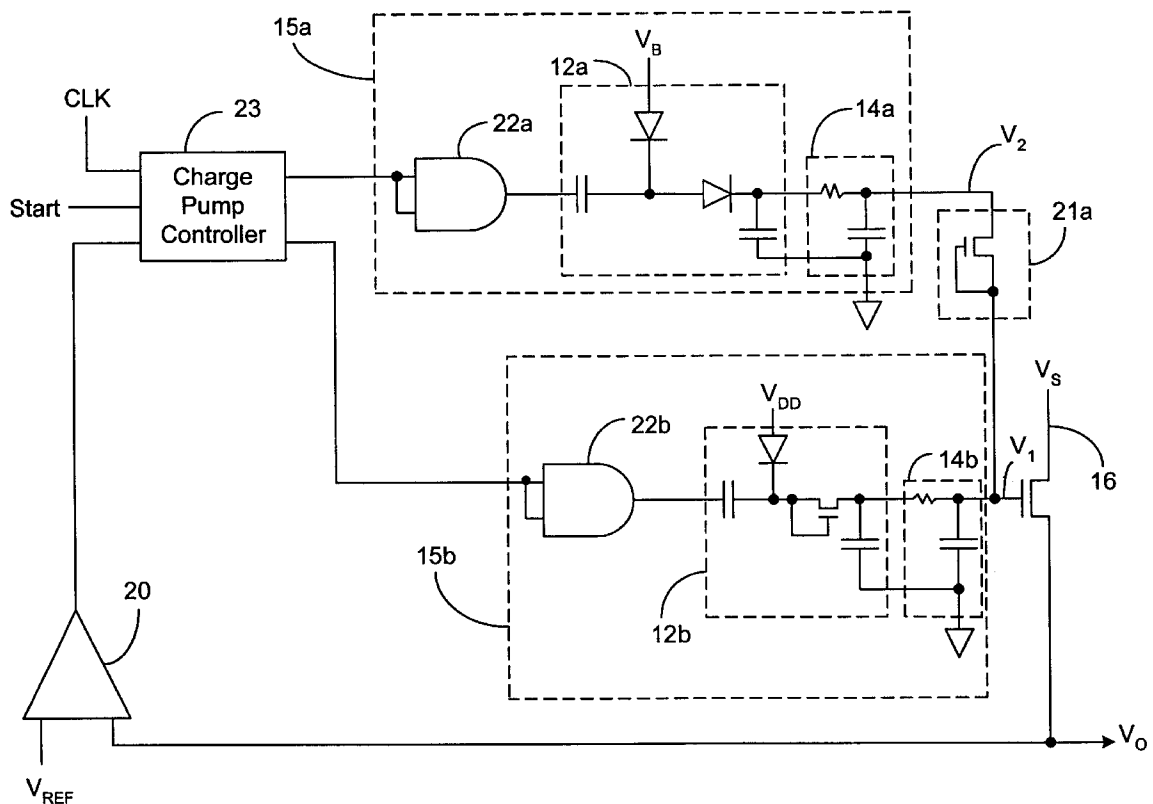 15a
V_B
12a
CLK
23
22a
14a
V_2
Charge
Pump
Controller
Start
21a
V_DD
V_S
22b
14b
V_1
16
15b
12b
20
V_REF
V_O